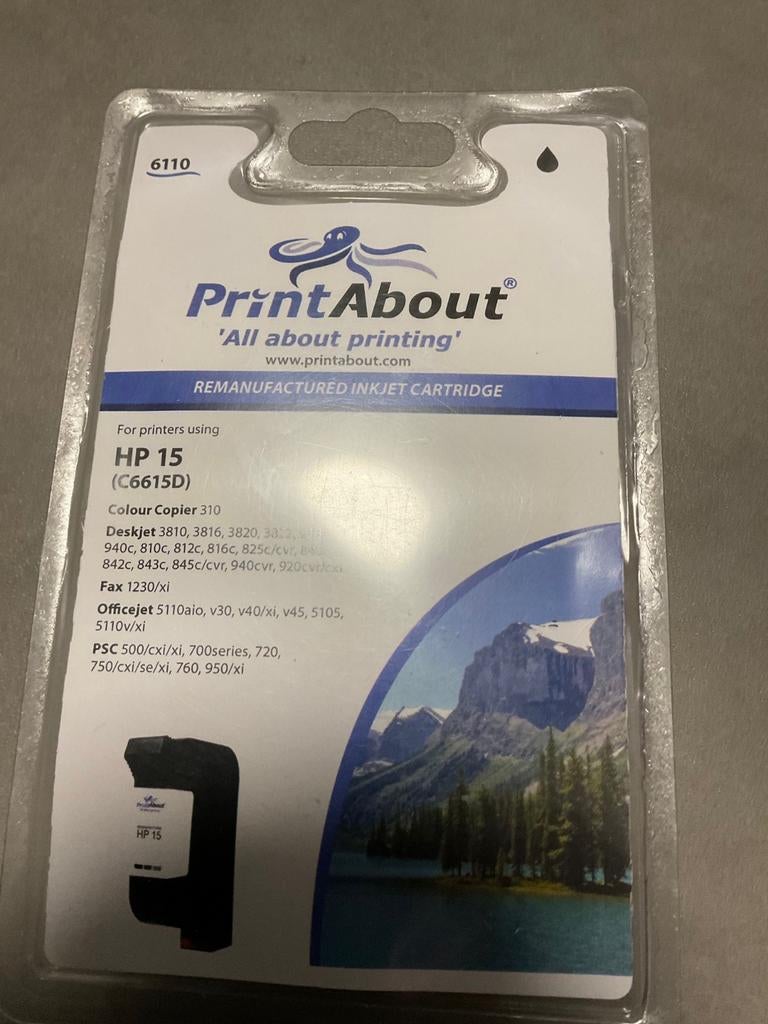 6110
PrintAbout®
'All about printing'
www.printabout.com
REMANUFACTURED INKJET CARTRIDGE
For printers using
HP 15
(C6615D)
Colour Copier 310
Deskjet 3810, 3816, 3820,
940c, 810c, 812c, 816c, 825c/cvr,
842c, 843c, 845c/cvr, 940cvr, 920cvr/cxi
Fax 1230/xi
Officejet 5110aio, v30, v40/xi, v45, 5105,
5110v/xi
PSC 500/cxi/xi, 700series, 720,
750/cxi/se/xi, 760, 950/xi
PrintAbout
HP 15